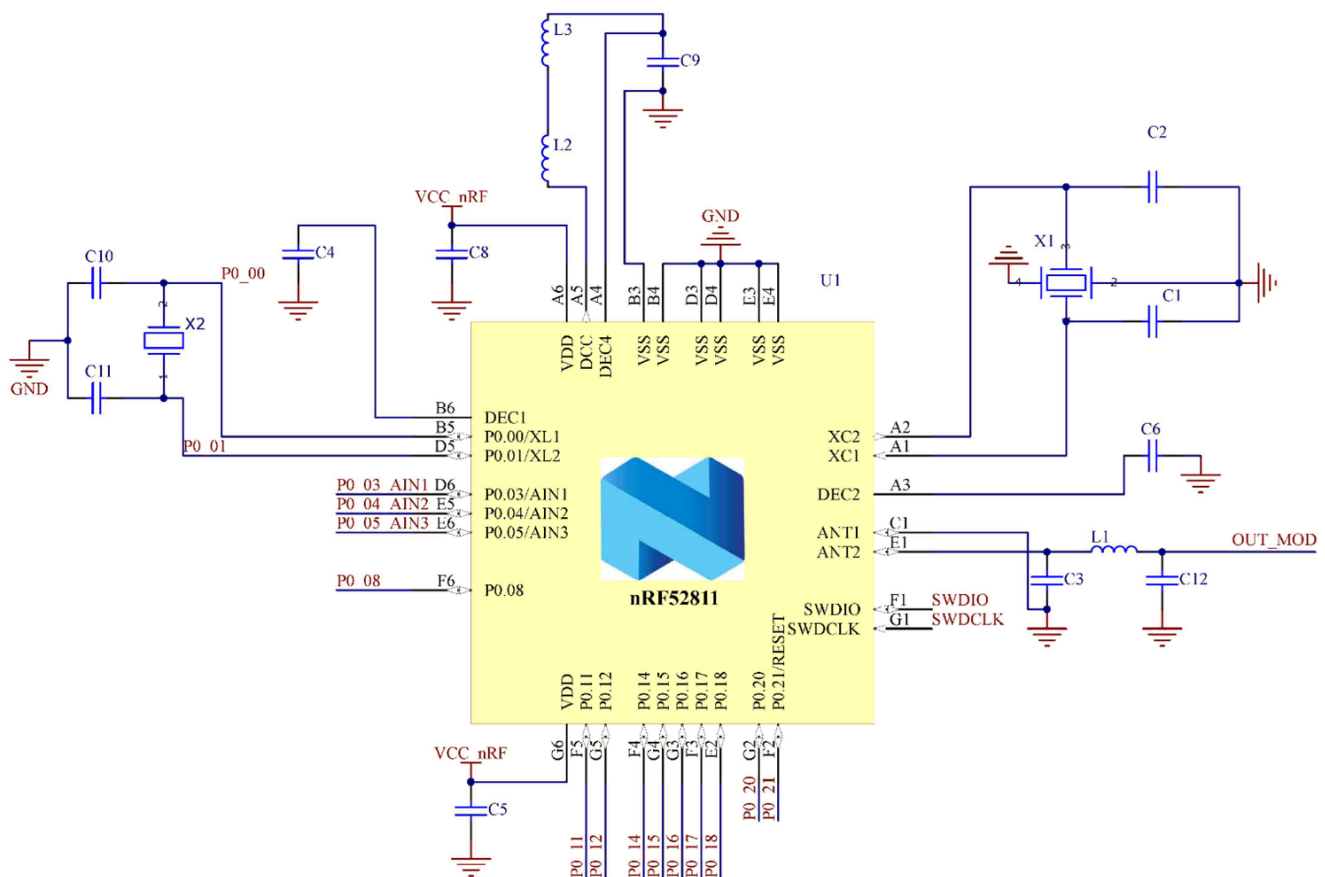 L3
C9
C2
L2
VCC_nRF
GND
C4
C8
X1
3
C10
P0_00
U1
4
2
A6
A5
A4
B3
B4
D3
D4
E3
E4
C1
2
X2
VDD
DCC
DEC4
VSS
VSS
VSS
VSS
VSS
VSS
GND
C11
1
B6
DEC1
B5
P0.00/XL1
XC2
A2
C6
P0_01
D5
P0.01/XL2
XC1
A1
P0_03_AIN1
D6
P0.03/AIN1
DEC2
A3
P0_04_AIN2
E5
P0.04/AIN2
P0_05_AIN3
E6
P0.05/AIN3
ANT1
C1
ANT2
E1
L1
OUT_MOD
C3
C12
P0_08
F6
P0.08
nRF52811
SWDIO
F1
SWDIO
SWDCLK
G1
SWDCLK
VDD
P0.11
P0.12
P0.14
P0.15
P0.16
P0.17
P0.18
P0.20
P0.21/RESET
VCC_nRF
G6
F5
G5
F4
G4
G3
F3
E2
G2
F2
C5
P0_11
P0_12
P0_14
P0_15
P0_16
P0_17
P0_18
P0_20
P0_21